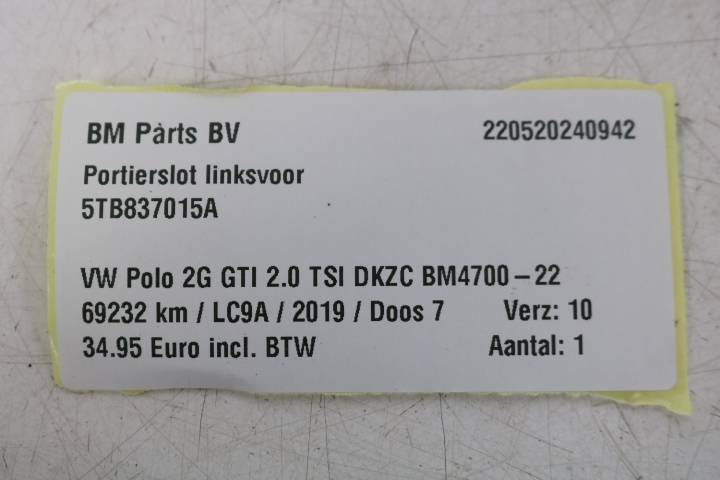 BM Parts BV 220520240942
Portierslot linksvoor
5TB837015A
VW Polo 2G GTI 2.0 TSI DKZC BM4700-22
69232 km / LC9A / 2019 / Doos 7 Verz: 10
34.95 Euro incl. BTW Aantal: 1